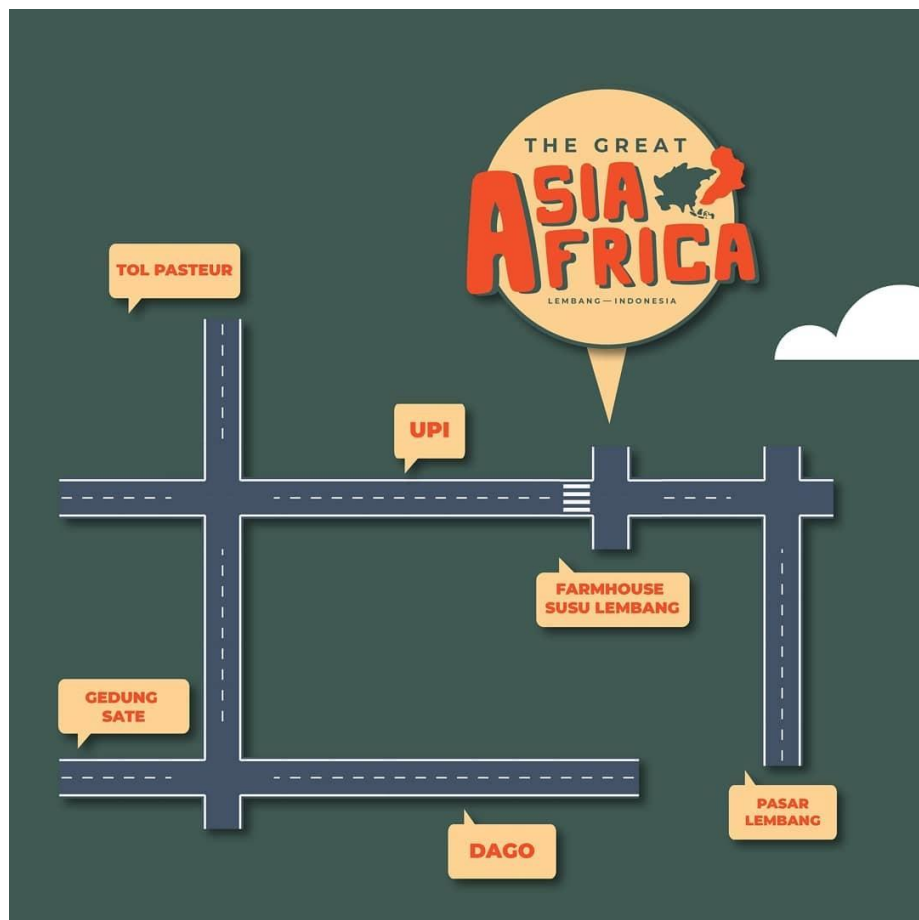 THE GREAT
ASIA
AFRICA
LEMBANG—INDONESIA
TOL PASTEUR
UPI
FARMHOUSE
SUSU LEMBANG
GEDUNG
SATE
PASAR
LEMBANG
DAGO